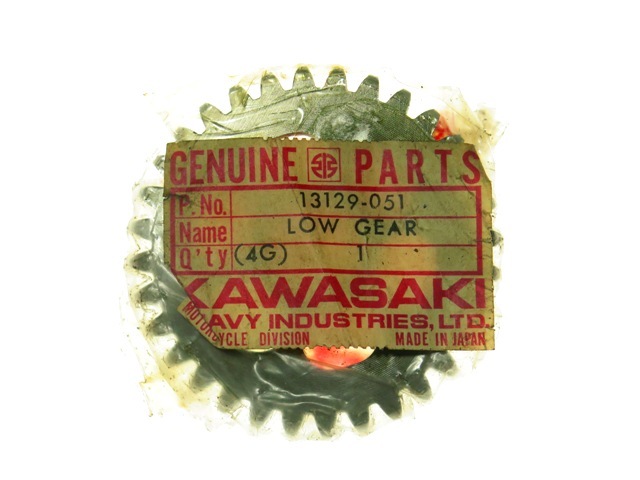 GENUINE PARTS
P. No. 13129-051
Name LOW GEAR
Q'ty (4G) 1
KAWASAKI
HEAVY INDUSTRIES, LTD.
MOTORCYCLE DIVISION MADE IN JAPAN